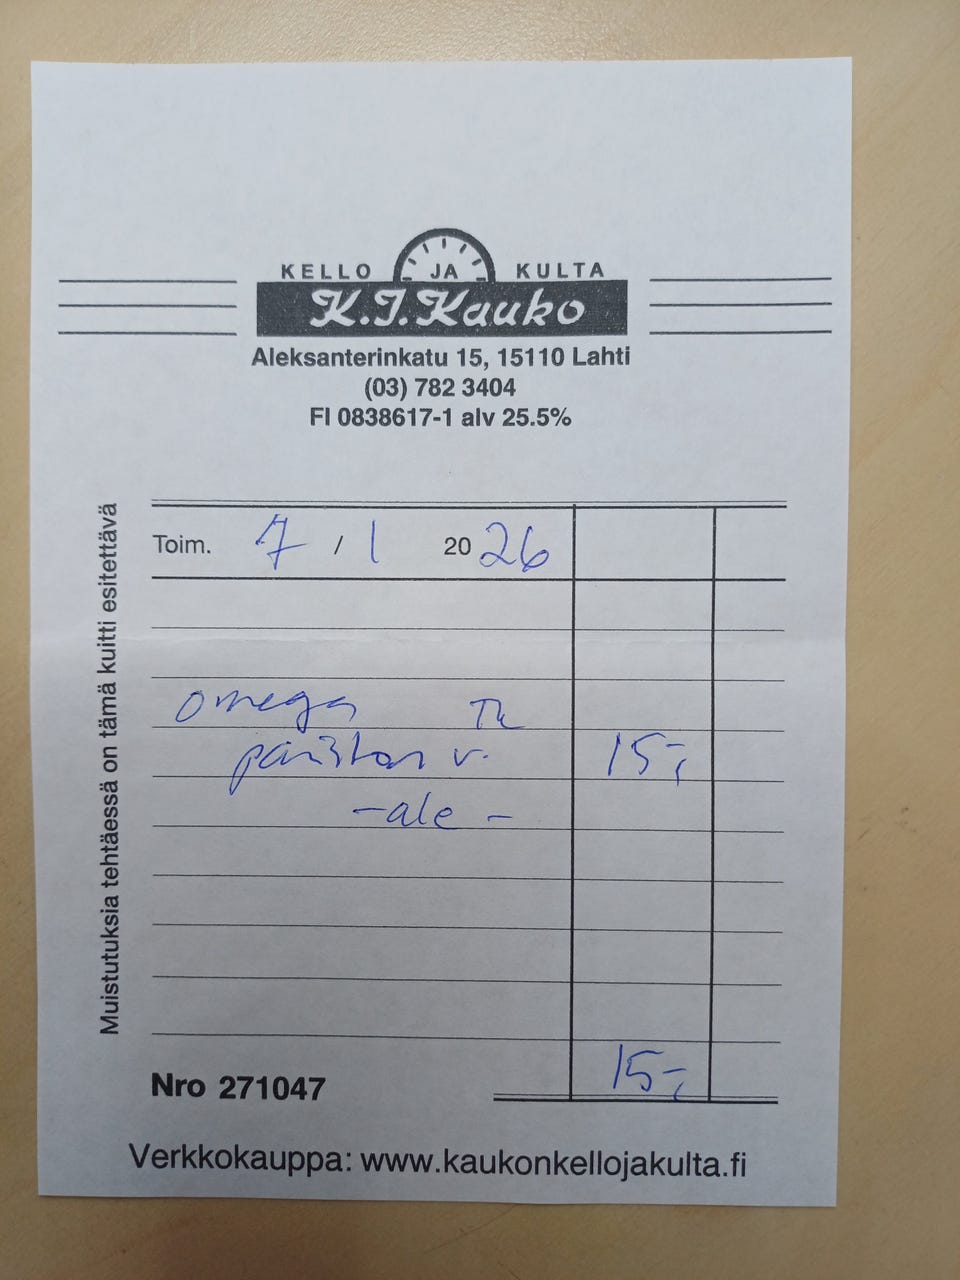 KELLO JA KULTA
K.J.Kauko
Aleksanterinkatu 15, 15110 Lahti
(03) 782 3404
FI 0838617-1 alv 25.5%
Toim. 7 / 1 2026
omega
pariston v. 15,-
-ale -
15,-
Nro 271047
Verkkokauppa: www.kaukonkellojakulta.fi
Muistutuksia tehtäessä on tämä kuitti esitettävä